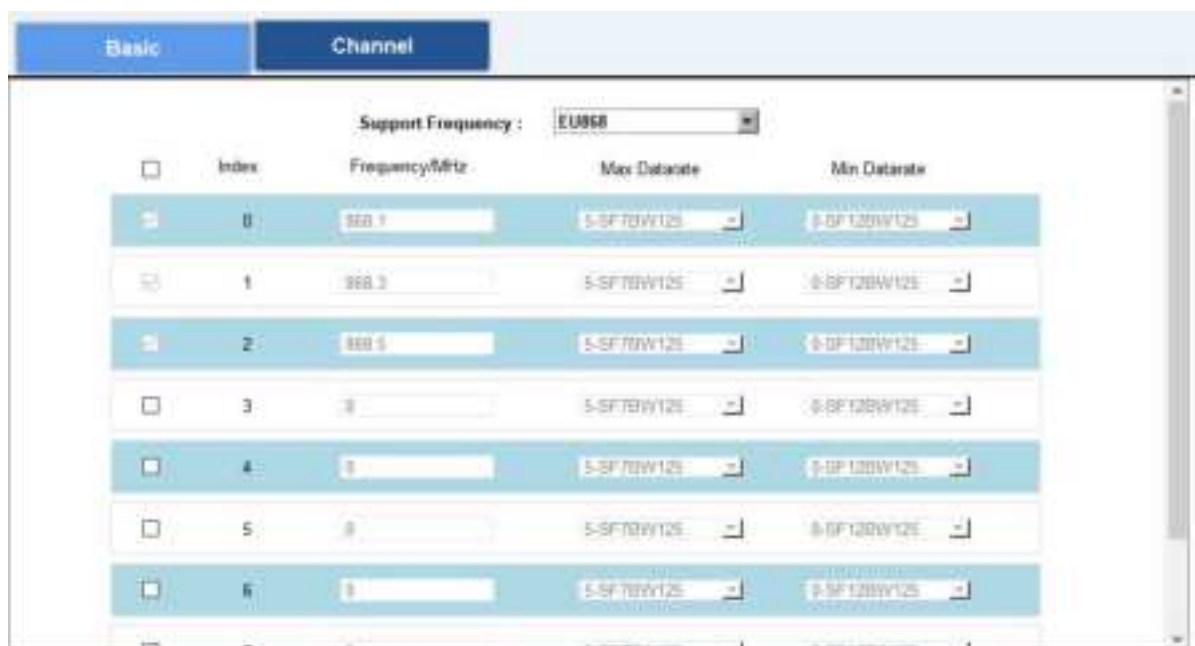 Basic Channel
Support Frequency : EU868
Index Frequency/MHz Max Datarate Min Datarate
0 868.1 5-SF7BW125 0-SF12BW125
1 868.3 5-SF7BW125 0-SF12BW125
2 868.5 5-SF7BW125 0-SF12BW125
3 0 5-SF7BW125 0-SF12BW125
4 0 5-SF7BW125 0-SF12BW125
5 0 5-SF7BW125 0-SF12BW125
6 0 5-SF7BW125 0-SF12BW125